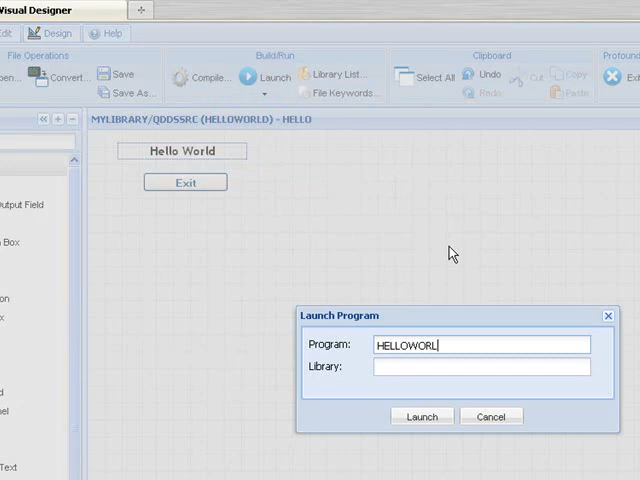 Visual Designer
Edit Design Help
File Operations Build/Run Clipboard Profound
Open... Convert... Save Save As... Compile... Launch Library List... File Keywords... Select All Undo Redo Cut Copy Paste Exit
MYLIBRARY/QDDSSRC (HELLOWORLD) - HELLO
Hello World
Exit
Output Field
Box
Text
Launch Program
Program: HELLOWORL
Library:
Launch Cancel